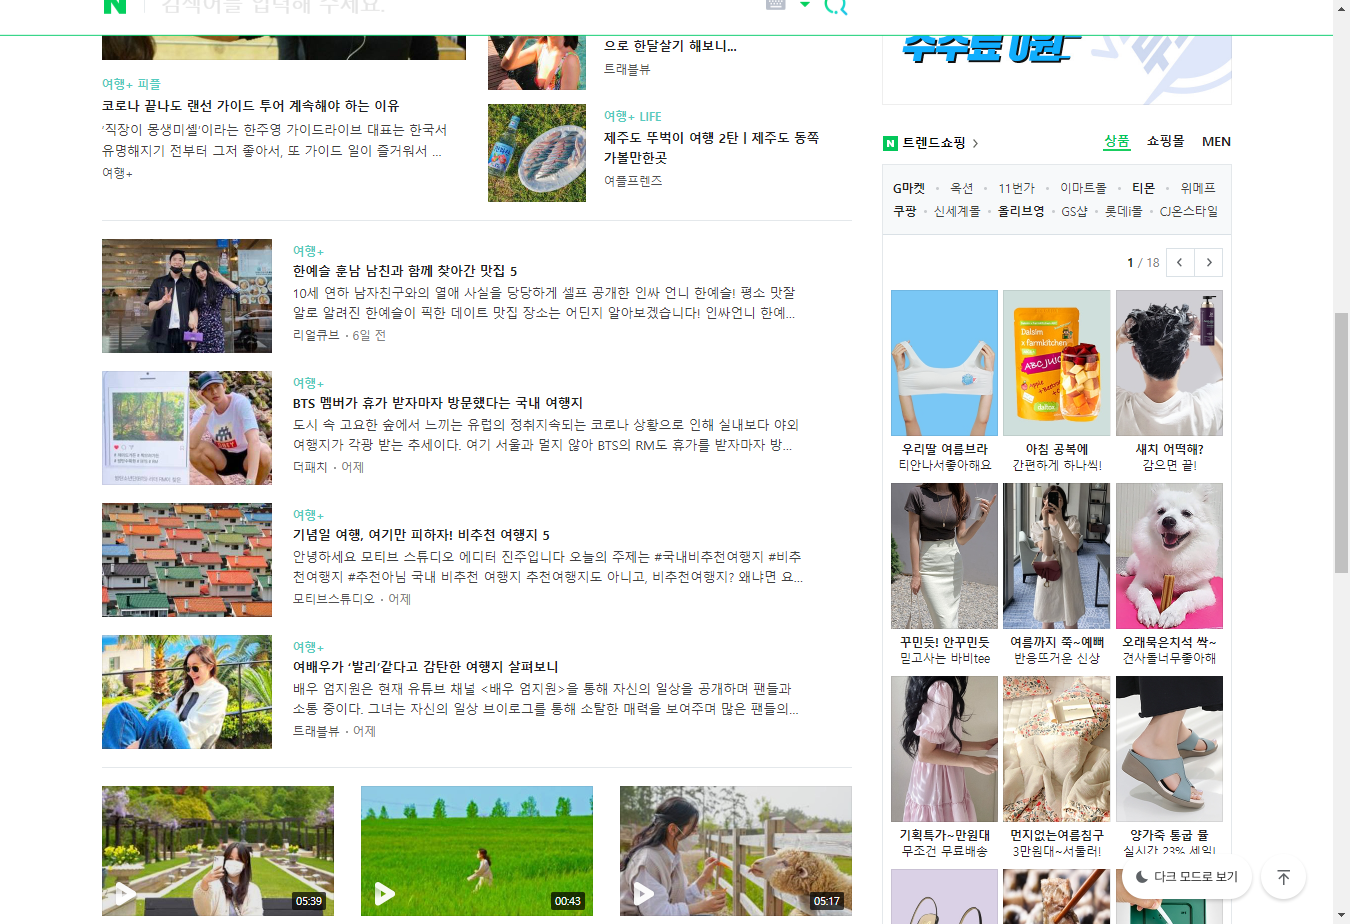 검색어를 입력해 주세요.
여행+ 피플
코로나 끝나도 랜선 가이드 투어 계속해야 하는 이유
'직장이 몽생미셸'이라는 한주영 가이드라이브 대표는 한국서
유명해지기 전부터 그저 좋아서, 또 가이드 일이 즐거워서 ...
여행+
으로 한달살기 해보니...
트래블뷰
여행+ LIFE
제주도 뚜벅이 여행 2탄 | 제주도 동쪽
가볼만한곳
여플프렌즈
여행+
한예슬 훈남 남친과 함께 찾아간 맛집 5
10세 연하 남자친구와의 열애 사실을 당당하게 셀프 공개한 인싸 언니 한예슬! 평소 맛잘
알로 알려진 한예슬이 픽한 데이트 맛집 장소는 어딘지 알아보겠습니다! 인싸언니 한예...
리얼큐브 · 6일 전
여행+
BTS 멤버가 휴가 받자마자 방문했다는 국내 여행지
도시 속 고요한 숲에서 느끼는 유럽의 정취지속되는 코로나 상황으로 인해 실내보다 야외
여행지가 각광 받는 추세이다. 여기 서울과 멀지 않아 BTS의 RM도 휴가를 받자마자 방...
더패치 · 어제
여행+
기념일 여행, 여기만 피하자! 비추천 여행지 5
안녕하세요 모티브 스튜디오 에디터 진주입니다 오늘의 주제는 #국내비추천여행지 #비추
천여행지 #추천아님 국내 비추천 여행지 추천여행지도 아니고, 비추천여행지? 왜냐면 요...
모티브스튜디오 · 어제
여행+
여배우가 '발리'같다고 감탄한 여행지 살펴보니
배우 엄지원은 현재 유튜브 채널 <배우 엄지원>을 통해 자신의 일상을 공개하며 팬들과
소통 중이다. 그녀는 자신의 일상 브이로그를 통해 소탈한 매력을 보여주며 많은 팬들의...
트래블뷰 · 어제
05:39
00:43
05:17
수수료 0원
N 트렌드쇼핑 >
상품 쇼핑몰 MEN
G마켓 · 옥션 · 11번가 · 이마트몰 · 티몬 · 위메프
쿠팡 · 신세계몰 · 올리브영 · GS샵 · 롯데i몰 · CJ온스타일
1 / 18 < >
Dalsim
x farmkitchen
ABC JUICE
우리딸 여름브라
티안나서좋아해요
아침 공복에
간편하게 하나씩!
새치 어떡해?
감으면 끝!
꾸민듯! 안꾸민듯
믿고사는 바비tee
여름까지 쭉~예뻐
반응뜨거운 신상
오래묵은치석 싹~
견사돌너무좋아해
기획특가~만원대
무조건 무료배송
먼지없는여름침구
3만원대~서둘러!
양가죽 통굽 뮬
실시간 23% 세일!
다크 모드로 보기